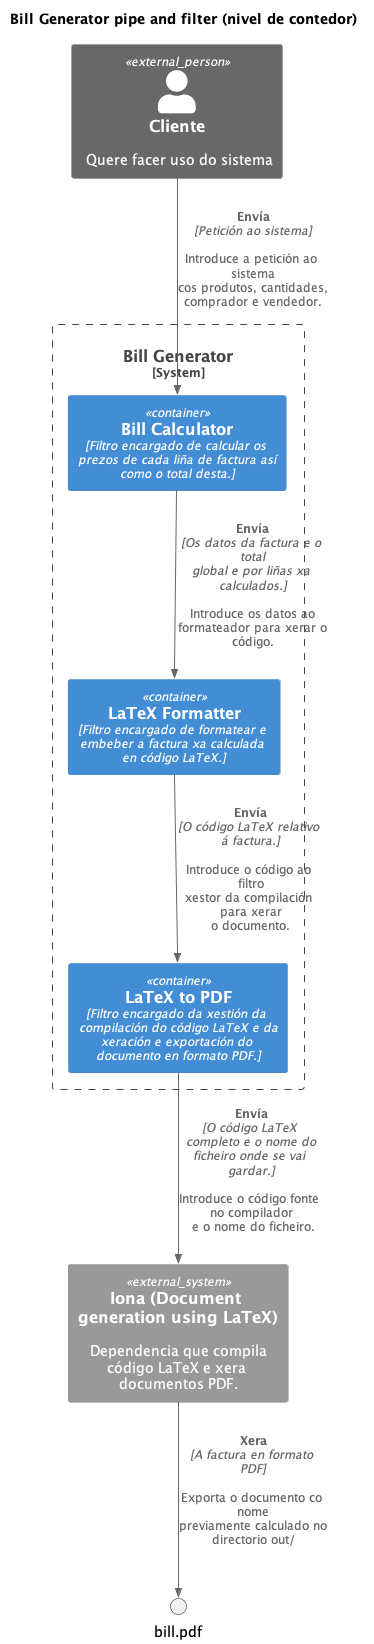 Bill Generator pipe and filter (nivel de contedor)
«external_person»
Cliente
Quere facer uso do sistema
Envía
[Petición ao sistema]
Introduce a petición ao
sistema
cos produtos, cantidades,
comprador e vendedor.
Bill Generator
[System]
«container»
Bill Calculator
[Filtro encargado de calcular os
prezos de cada liña de factura así
como o total desta.]
Envía
[Os datos da factura e o
total
global e por liñas xa
calculados.]
Introduce os datos ao
formateador para xerar o
código.
«container»
LaTeX Formatter
[Filtro encargado de formatear e
embeber a factura xa calculada
en código LaTeX.]
Envía
[O código LaTeX relativo
á factura.]
Introduce o código ao
filtro
xestor da compilación
para xerar
o documento.
«container»
LaTeX to PDF
[Filtro encargado da xestión da
compilación do código LaTeX e da
xeración e exportación do
documento en formato PDF.]
Envía
[O código LaTeX
completo e o nome do
ficheiro onde se vai
gardar.]
Introduce o código fonte
no compilador
e o nome do ficheiro.
«external_system»
Iona (Document
generation using LaTeX)
Dependencia que compila
código LaTeX e xera
documentos PDF.
Xera
[A factura en formato
PDF]
Exporta o documento co
nome
previamente calculado no
directorio out/
bill.pdf